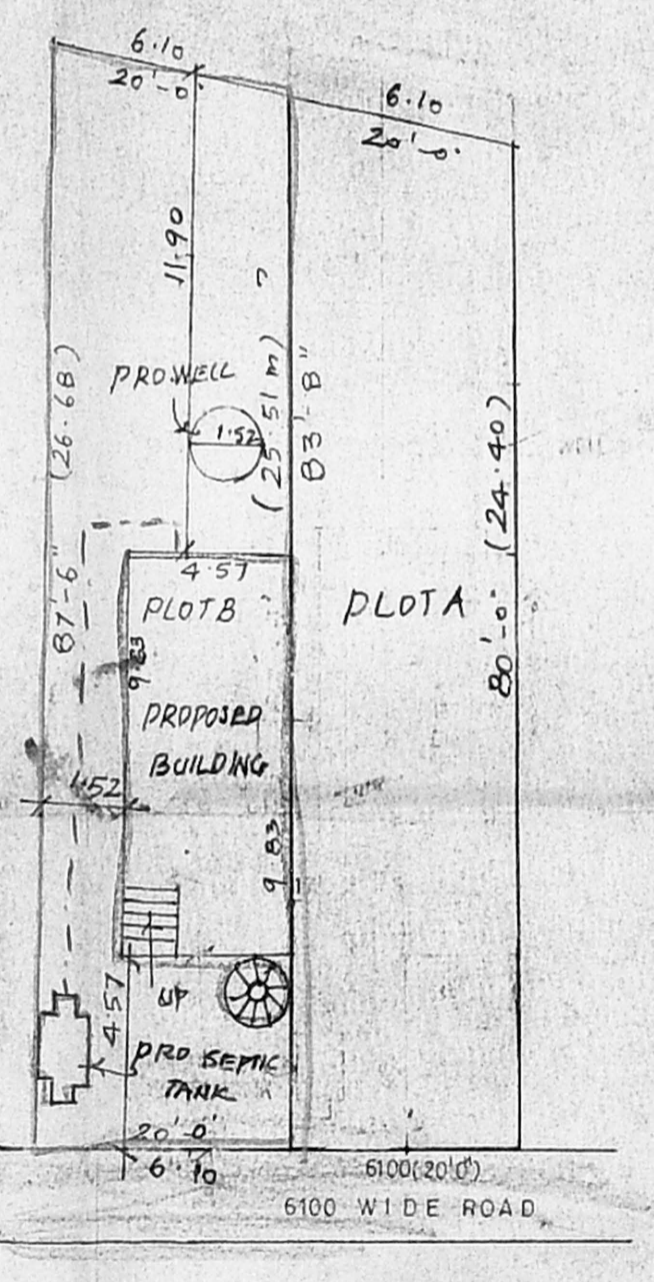 6.10
20'-0"
6.10
20'-0"
11.90
PRO.WELL
1.52
(26.68)
87'-6"
(25.51 m)
83'-8"
(24.40)
80'-0"
4.57
PLOT B
PLOT A
9.83
PROPOSED
BUILDING
1.52
9.83
UP
4.57
PRO SEPTIC
TANK
20'-0"
6.10
6100(20'0")
6100 WIDE ROAD